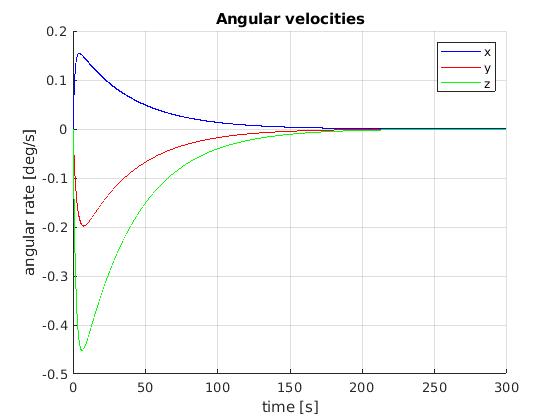 Angular velocities
0.2
0.1
0
-0.1
-0.2
-0.3
-0.4
-0.5
angular rate [deg/s]
x
y
z
0 50 100 150 200 250 300
time [s]